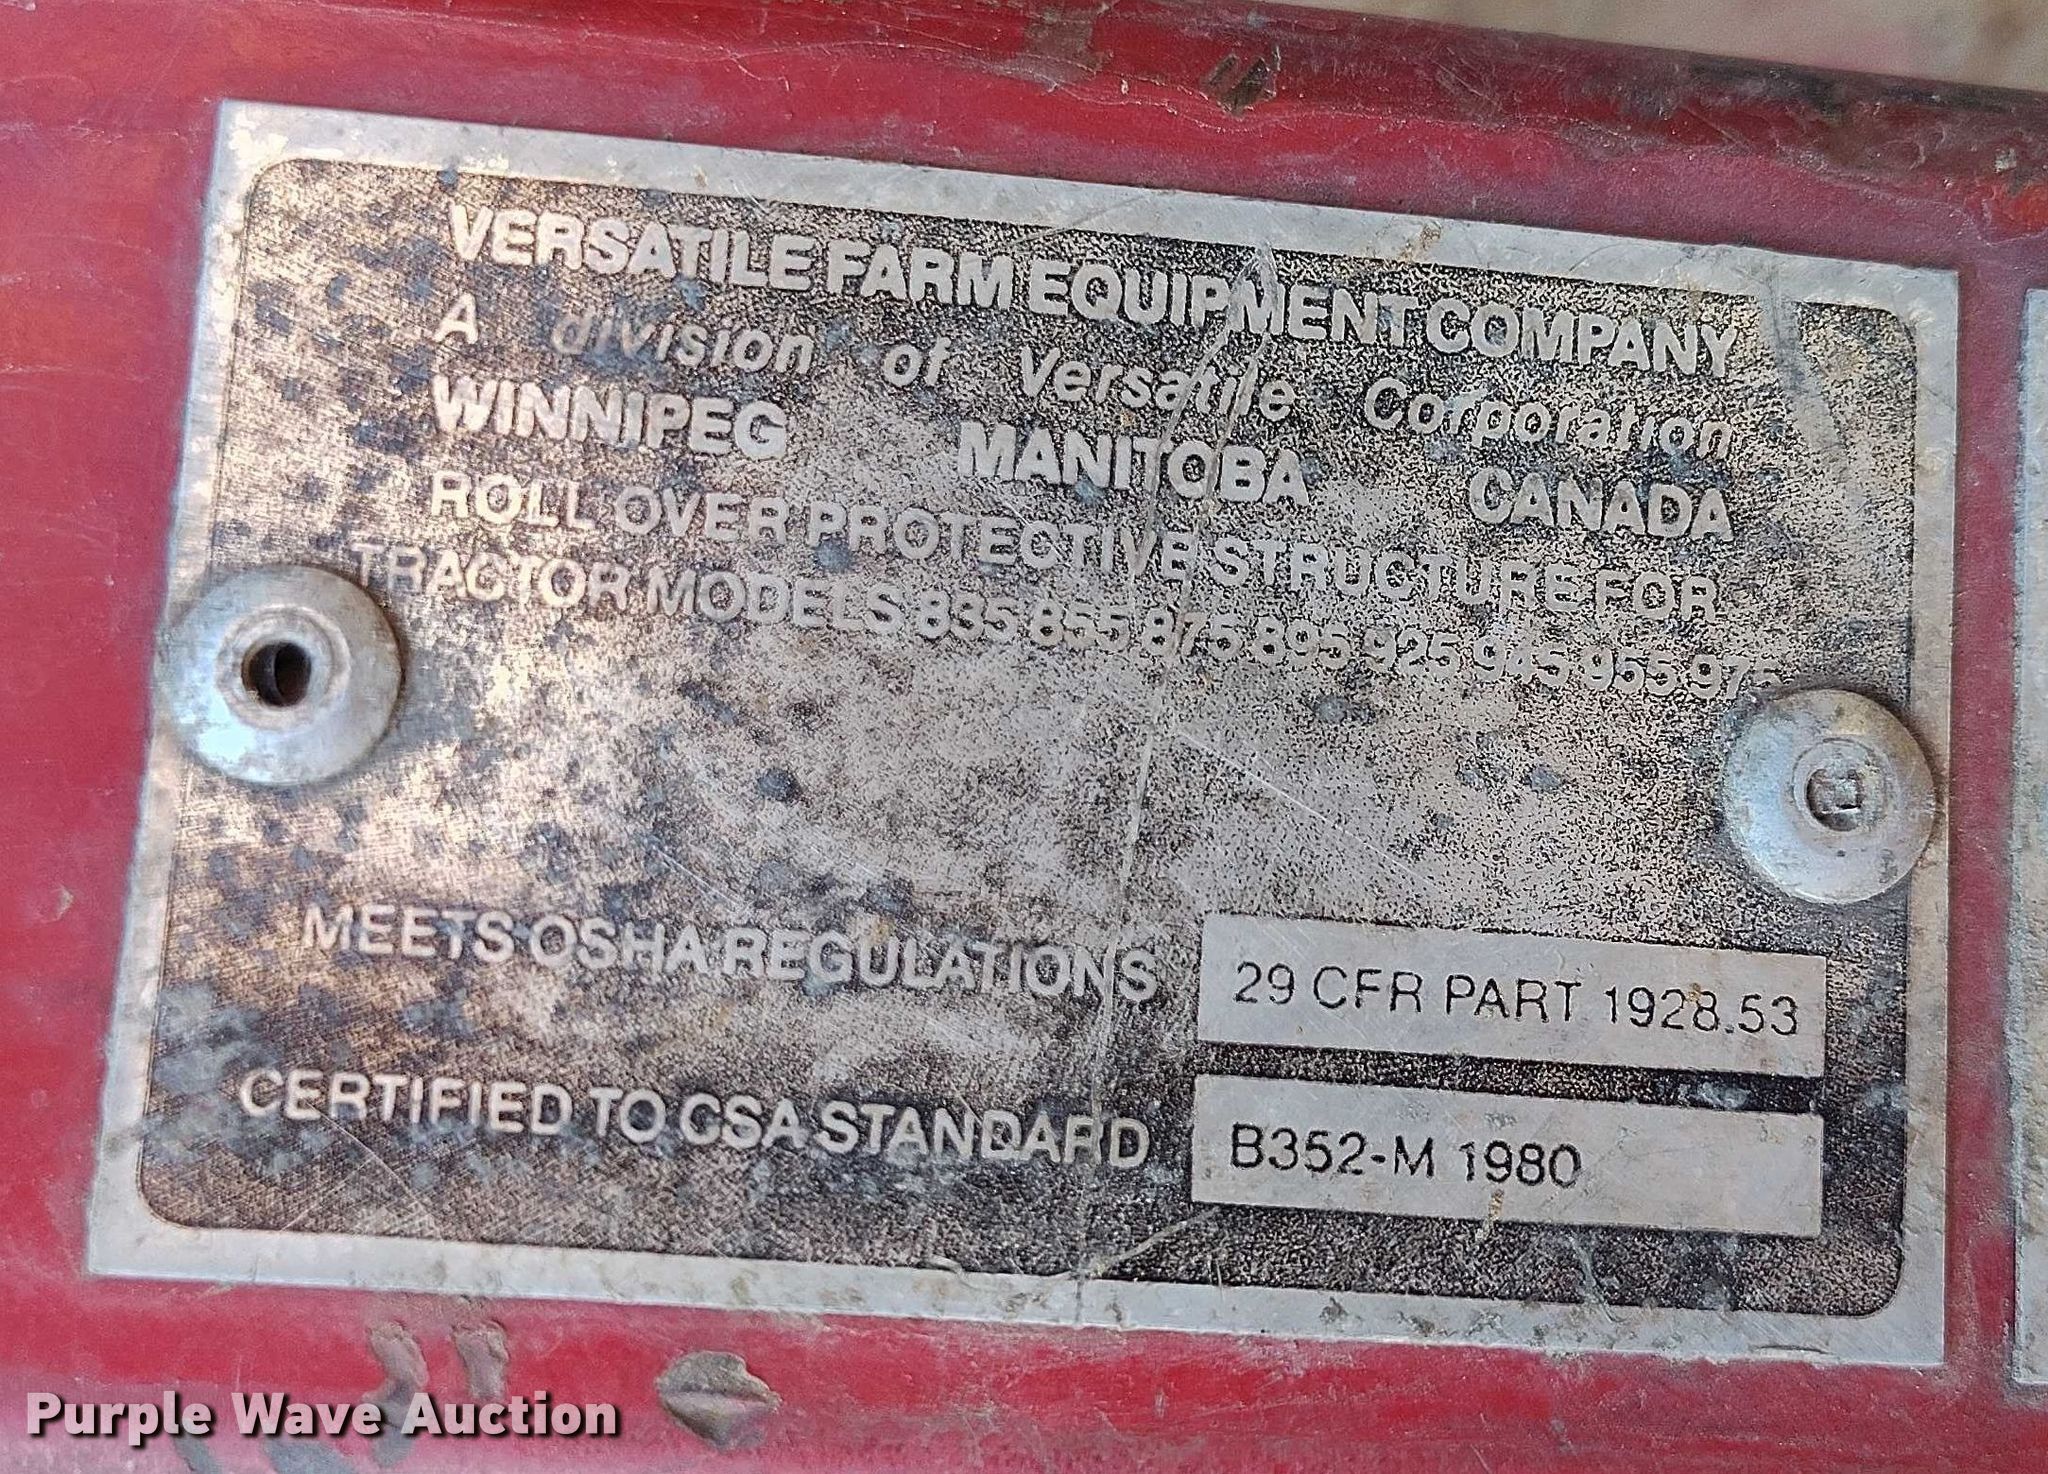 VERSATILE FARM EQUIPMENT COMPANY
A division of Versatile Corporation
WINNIPEG MANITOBA CANADA
ROLL OVER PROTECTIVE STRUCTURE FOR
TRACTOR MODELS 835 855 875 895 925 945 955 975
MEETS OSHA REGULATIONS 29 CFR PART 1928.53
CERTIFIED TO CSA STANDARD B352-M 1980
Purple Wave Auction